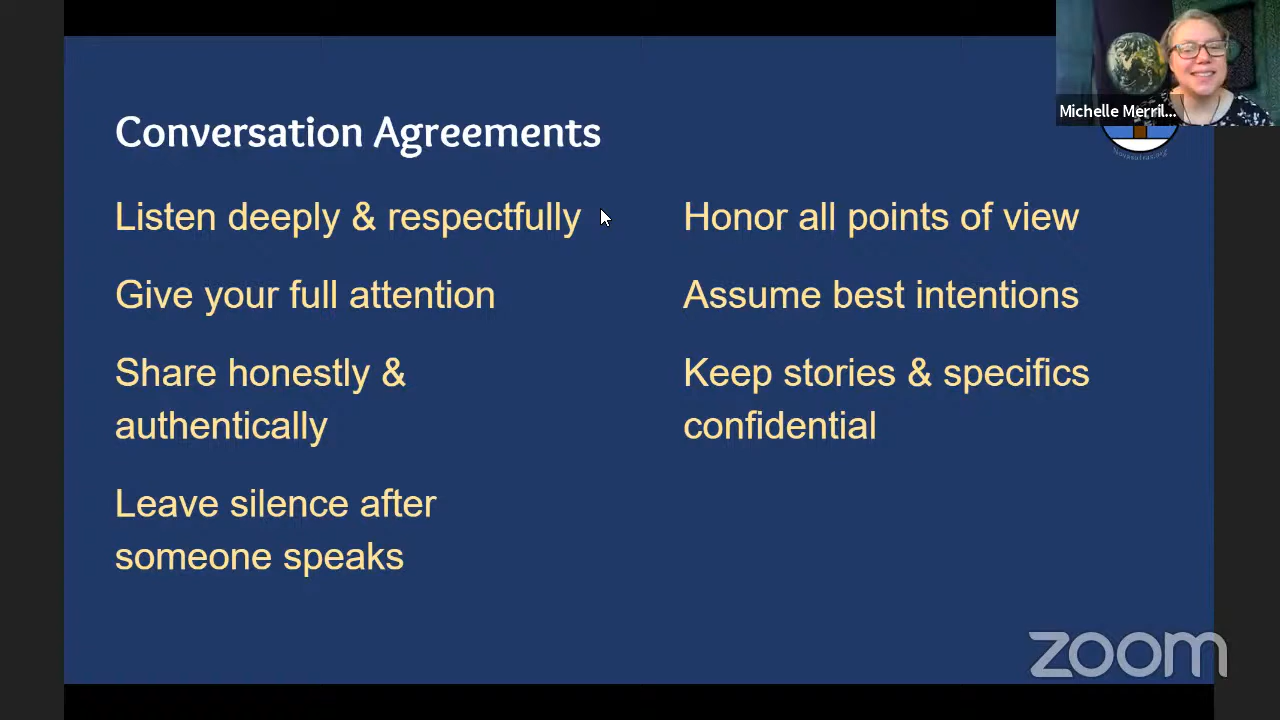 Conversation Agreements
Listen deeply & respectfully
Give your full attention
Share honestly &
authentically
Leave silence after
someone speaks
Honor all points of view
Assume best intentions
Keep stories & specifics
confidential
Michelle Merril...
zoom